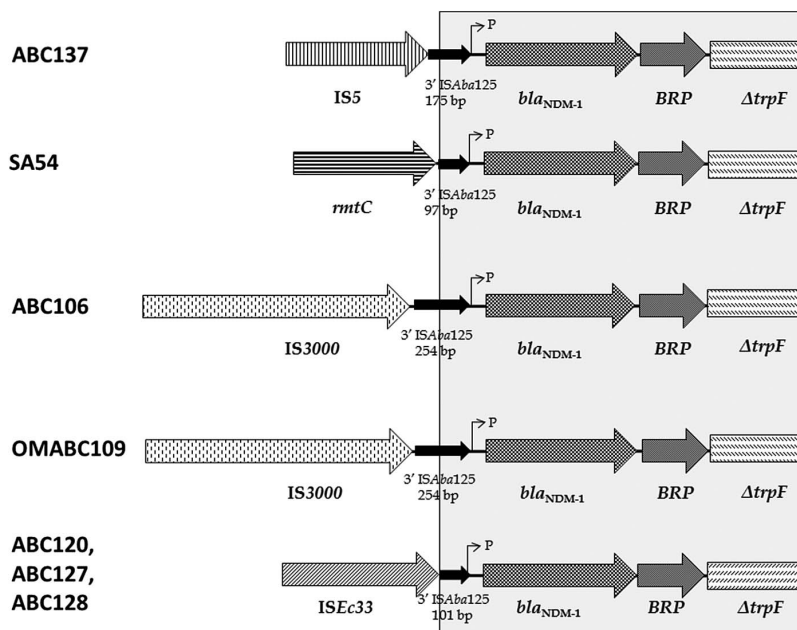 ABC137
P
IS5
3′ ISAba125
175 bp
blaNDM-1
BRP
ΔtrpF
SA54
P
rmtC
3′ ISAba125
97 bp
blaNDM-1
BRP
ΔtrpF
ABC106
P
IS3000
3′ ISAba125
254 bp
blaNDM-1
BRP
ΔtrpF
OMABC109
P
IS3000
3′ ISAba125
254 bp
blaNDM-1
BRP
ΔtrpF
ABC120,
ABC127,
ABC128
P
ISEc33
3′ ISAba125
101 bp
blaNDM-1
BRP
ΔtrpF